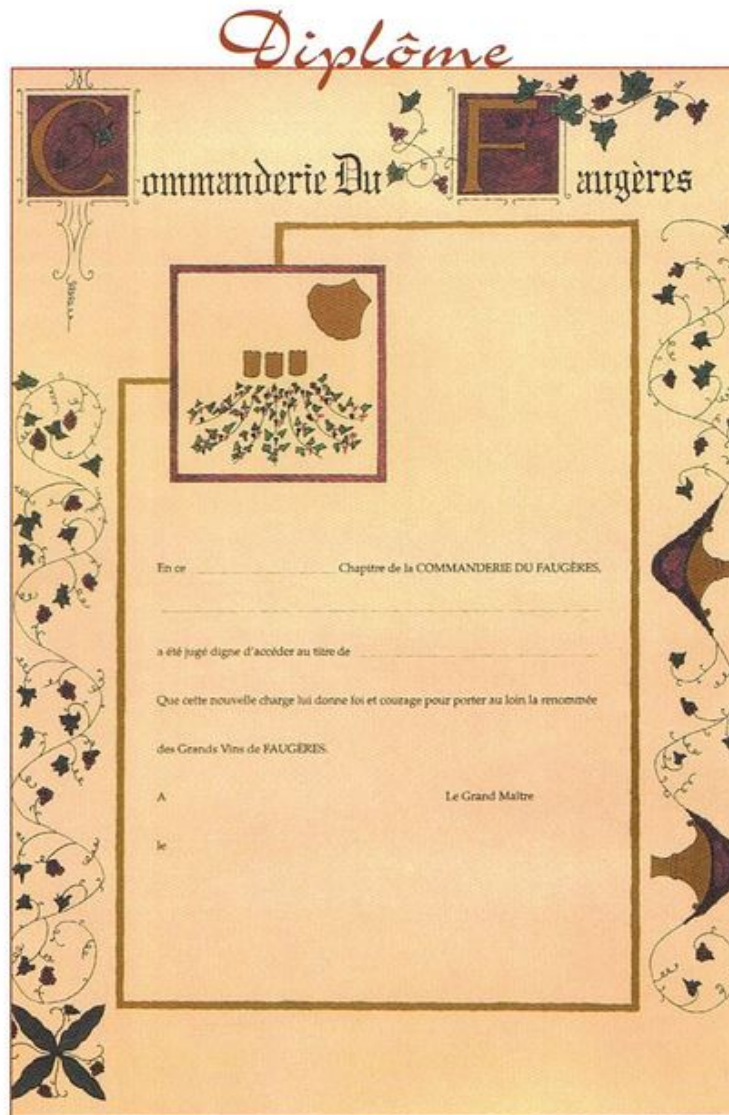 Diplôme
Commanderie Du Faugères
En ce Chapitre de la COMMANDERIE DU FAUGÈRES,
a été jugé digne d'accéder au titre de
Que cette nouvelle charge lui donne foi et courage pour porter au loin la renommée
des Grands Vins de FAUGÈRES.
A Le Grand Maître
le